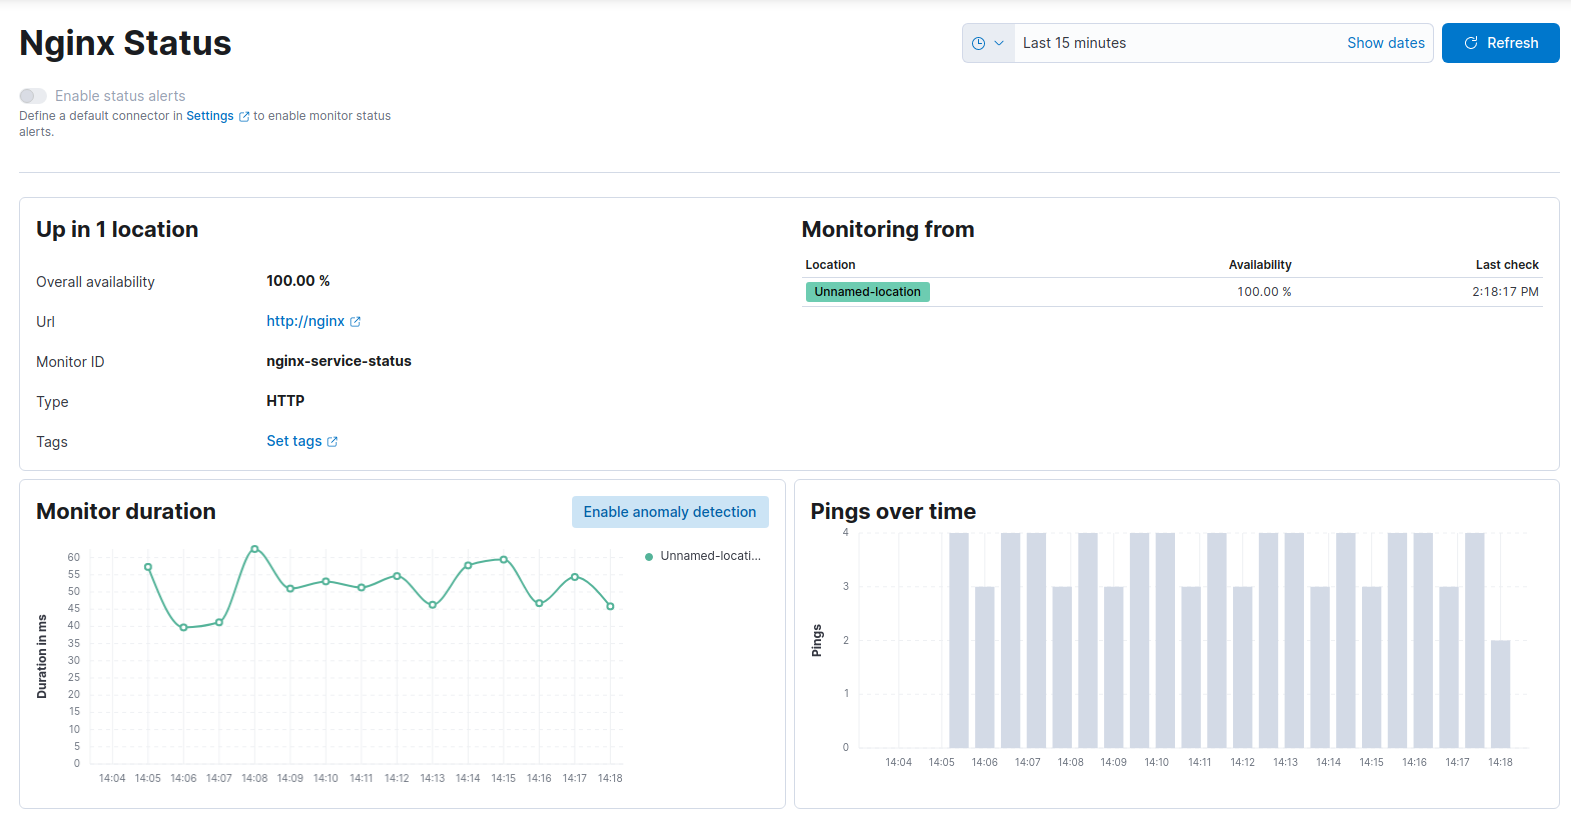 Nginx Status
Last 15 minutes
Show dates
Refresh
Enable status alerts
Define a default connector in Settings to enable monitor status
alerts.
Up in 1 location
Overall availability 100.00 %
Url http://nginx
Monitor ID nginx-service-status
Type HTTP
Tags Set tags
Monitoring from
Location Availability Last check
Unnamed-location 100.00 % 2:18:17 PM
Monitor duration
Enable anomaly detection
Unnamed-locati...
Duration in ms
60
55
50
45
40
35
30
25
20
15
10
5
0
14:04 14:05 14:06 14:07 14:08 14:09 14:10 14:11 14:12 14:13 14:14 14:15 14:16 14:17 14:18
Pings over time
Pings
4
3
2
1
0
14:04 14:05 14:06 14:07 14:08 14:09 14:10 14:11 14:12 14:13 14:14 14:15 14:16 14:17 14:18